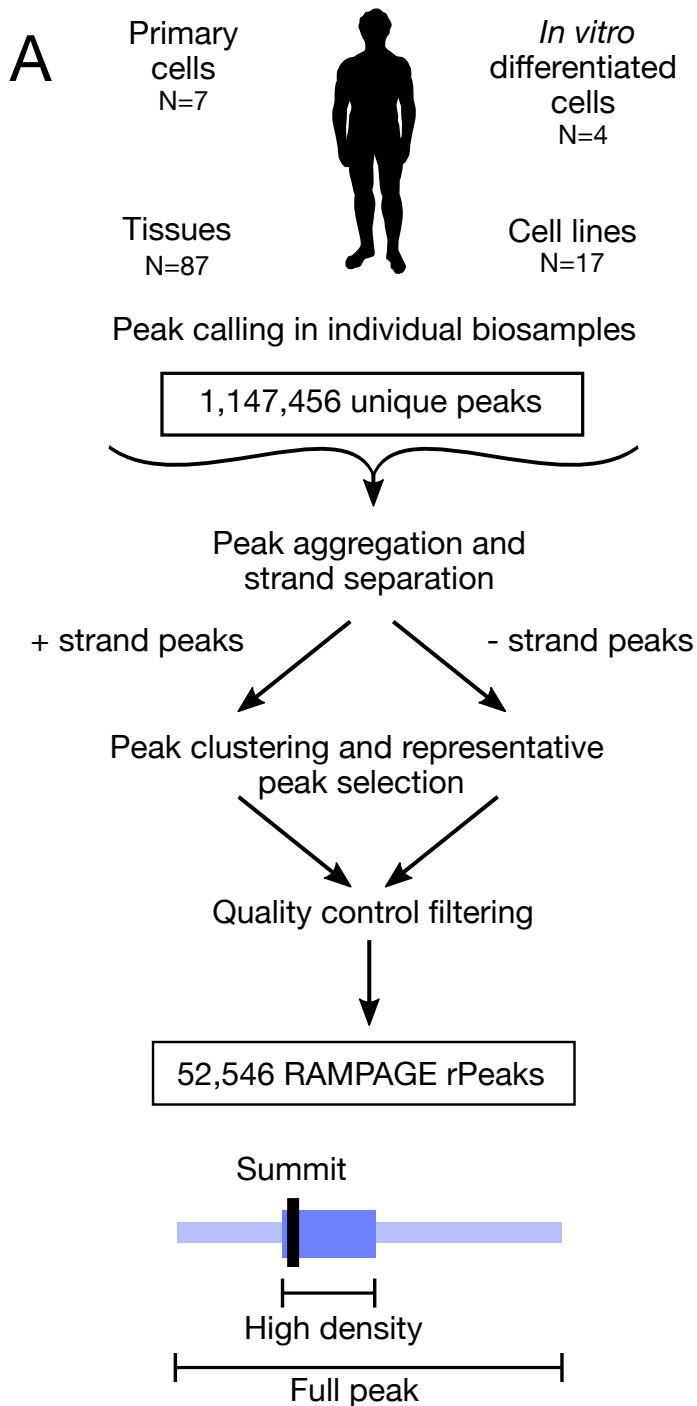 A
Primary
cells
N=7
In vitro
differentiated
cells
N=4
Tissues
N=87
Cell lines
N=17
Peak calling in individual biosamples
1,147,456 unique peaks
Peak aggregation and
strand separation
+ strand peaks
- strand peaks
Peak clustering and representative
peak selection
Quality control filtering
52,546 RAMPAGE rPeaks
Summit
High density
Full peak